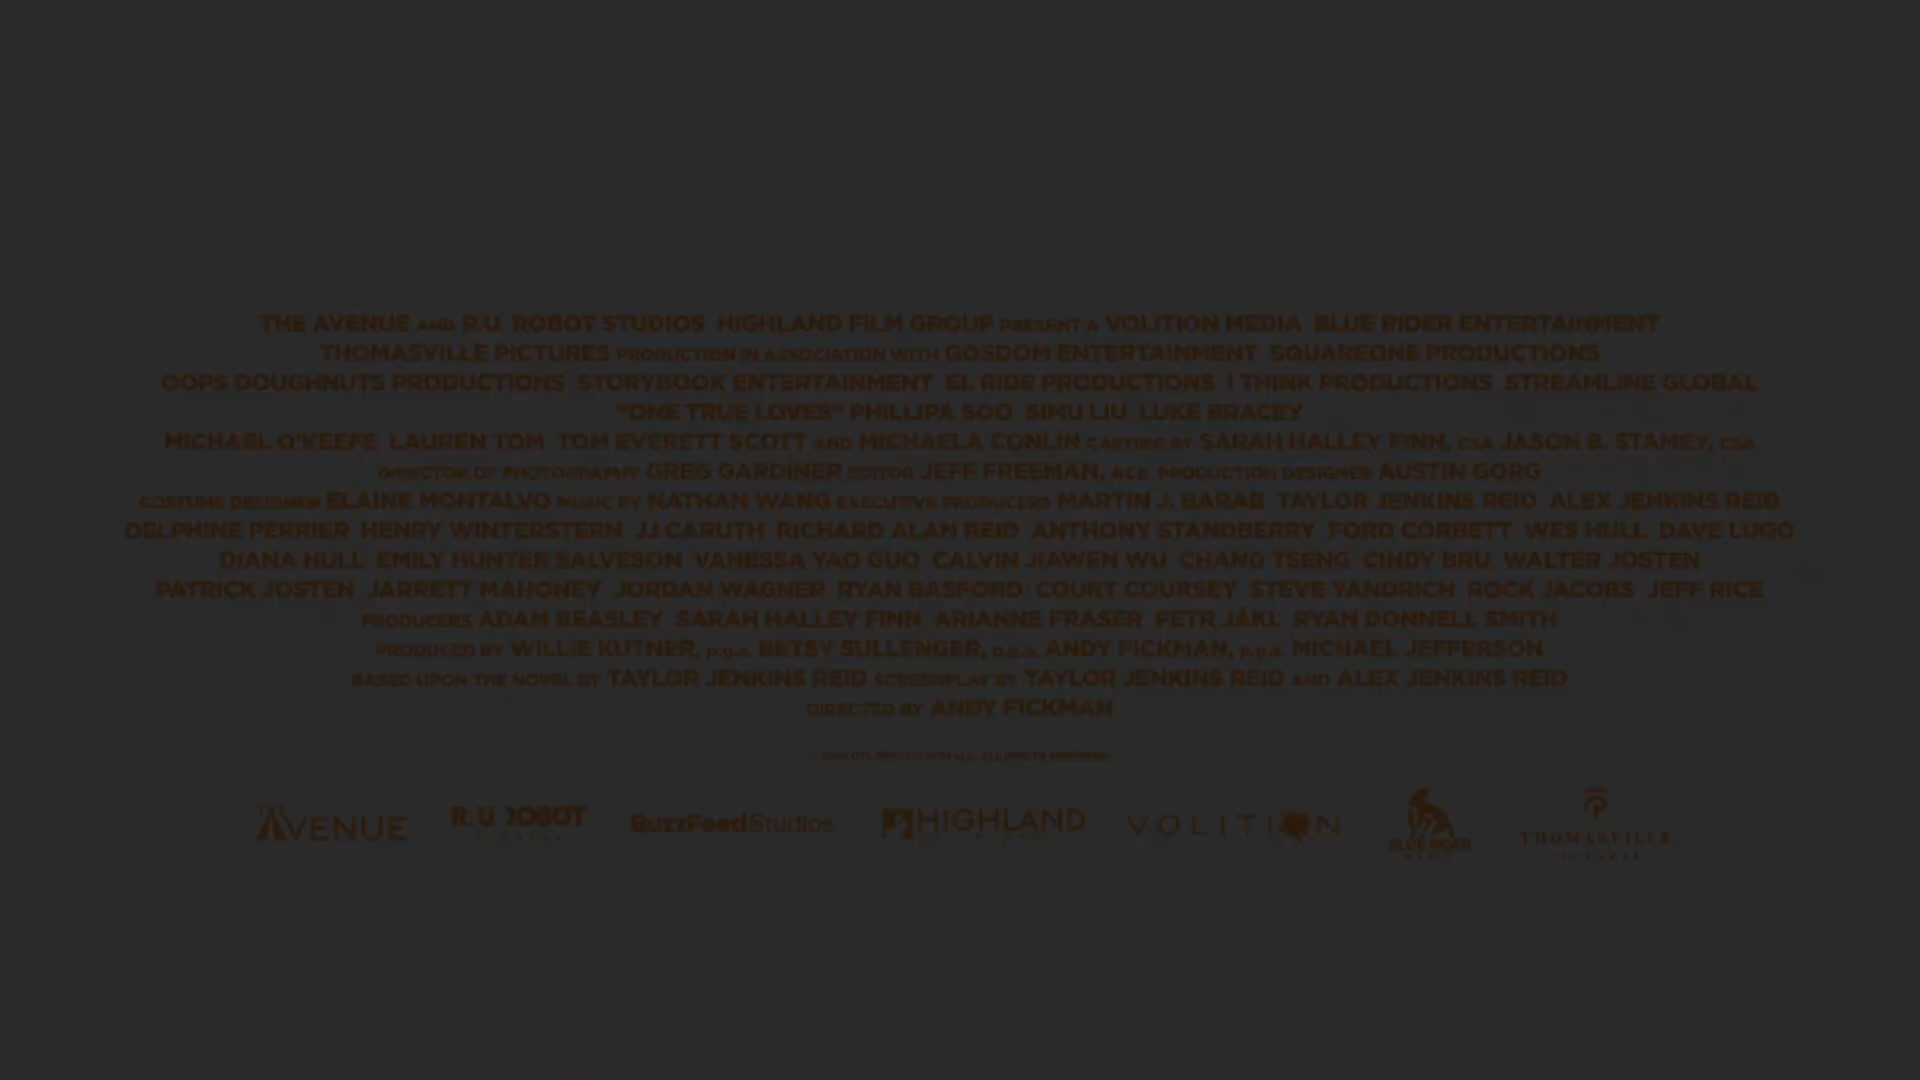 THE AVENUE AND R.U. ROBOT STUDIOS HIGHLAND FILM GROUP PRESENT A VOLITION MEDIA BLUE RIDER ENTERTAINMENT
THOMASVILLE PICTURES PRODUCTION IN ASSOCIATION WITH GOSDOM ENTERTAINMENT SQUAREONE PRODUCTIONS
OOPS DOUGHNUTS PRODUCTIONS STORYBOOK ENTERTAINMENT EL RIDE PRODUCTIONS I THINK PRODUCTIONS STREAMLINE GLOBAL
"ONE TRUE LOVES" PHILLIPA SOO SIMU LIU LUKE BRACEY
MICHAEL O'KEEFE LAUREN TOM TOM EVERETT SCOTT AND MICHAELA CONLIN CASTING BY SARAH HALLEY FINN, CSA JASON B. STAMEY, CSA
DIRECTOR OF PHOTOGRAPHY GREG GARDINER EDITOR JEFF FREEMAN, ACE PRODUCTION DESIGNER AUSTIN GORG
COSTUME DESIGNER ELAINE MONTALVO MUSIC BY NATHAN WANG EXECUTIVE PRODUCERS MARTIN J. BARAB TAYLOR JENKINS REID ALEX JENKINS REID
DELPHINE PERRIER HENRY WINTERSTERN JJ CARUTH RICHARD ALAN REID ANTHONY STANDBERRY FORD CORBETT WES HULL DAVE LUGO
DIANA HULL EMILY HUNTER SALVESON VANESSA YAO GUO CALVIN JIAWEN WU CHANG TSENG CINDY BRU WALTER JOSTEN
PATRICK JOSTEN JARRETT MAHONEY JORDAN WAGNER RYAN BASFORD COURT COURSEY STEVE YANDRICH ROCK JACOBS JEFF RICE
PRODUCERS ADAM BEASLEY SARAH HALLEY FINN ARIANNE FRASER PETR JÁKL RYAN DONNELL SMITH
PRODUCED BY WILLIE KUTNER, p.g.a. BETSY SULLENGER, p.g.a. ANDY FICKMAN, p.g.a. MICHAEL JEFFERSON
BASED UPON THE NOVEL BY TAYLOR JENKINS REID SCREENPLAY BY TAYLOR JENKINS REID AND ALEX JENKINS REID
DIRECTED BY ANDY FICKMAN
THE AVENUE R.U ROBOT BuzzFeed Studios HIGHLAND VOLITION BLUE RIDER THOMASVILLE